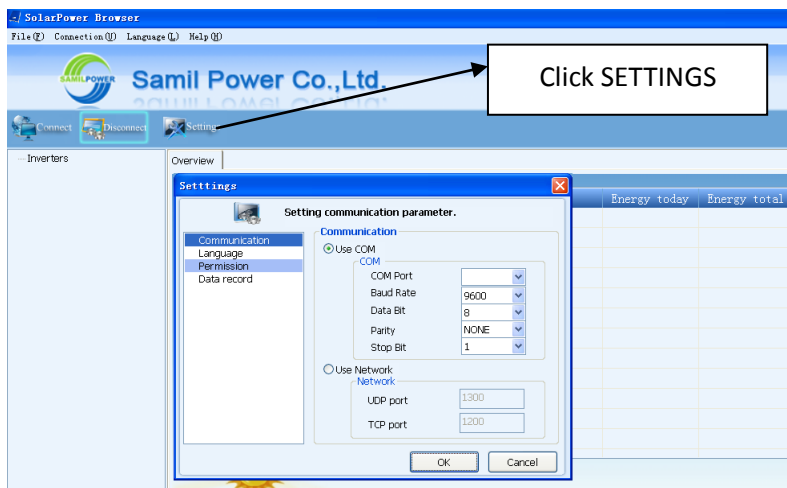 SolarPower Browser
File(F) Connection(U) Language(L) Help(H)
SAMIL POWER
Samil Power Co.,Ltd.
Click SETTINGS
Connect Disconnect Setting
Inverters
Overview
Setttings
Energy today Energy total
Setting communication parameter.
Communication
Language
Permission
Data record
Communication
Use COM
COM
COM Port
Baud Rate 9600
Data Bit 8
Parity NONE
Stop Bit 1
Use Network
Network
UDP port 1300
TCP port 1200
OK Cancel